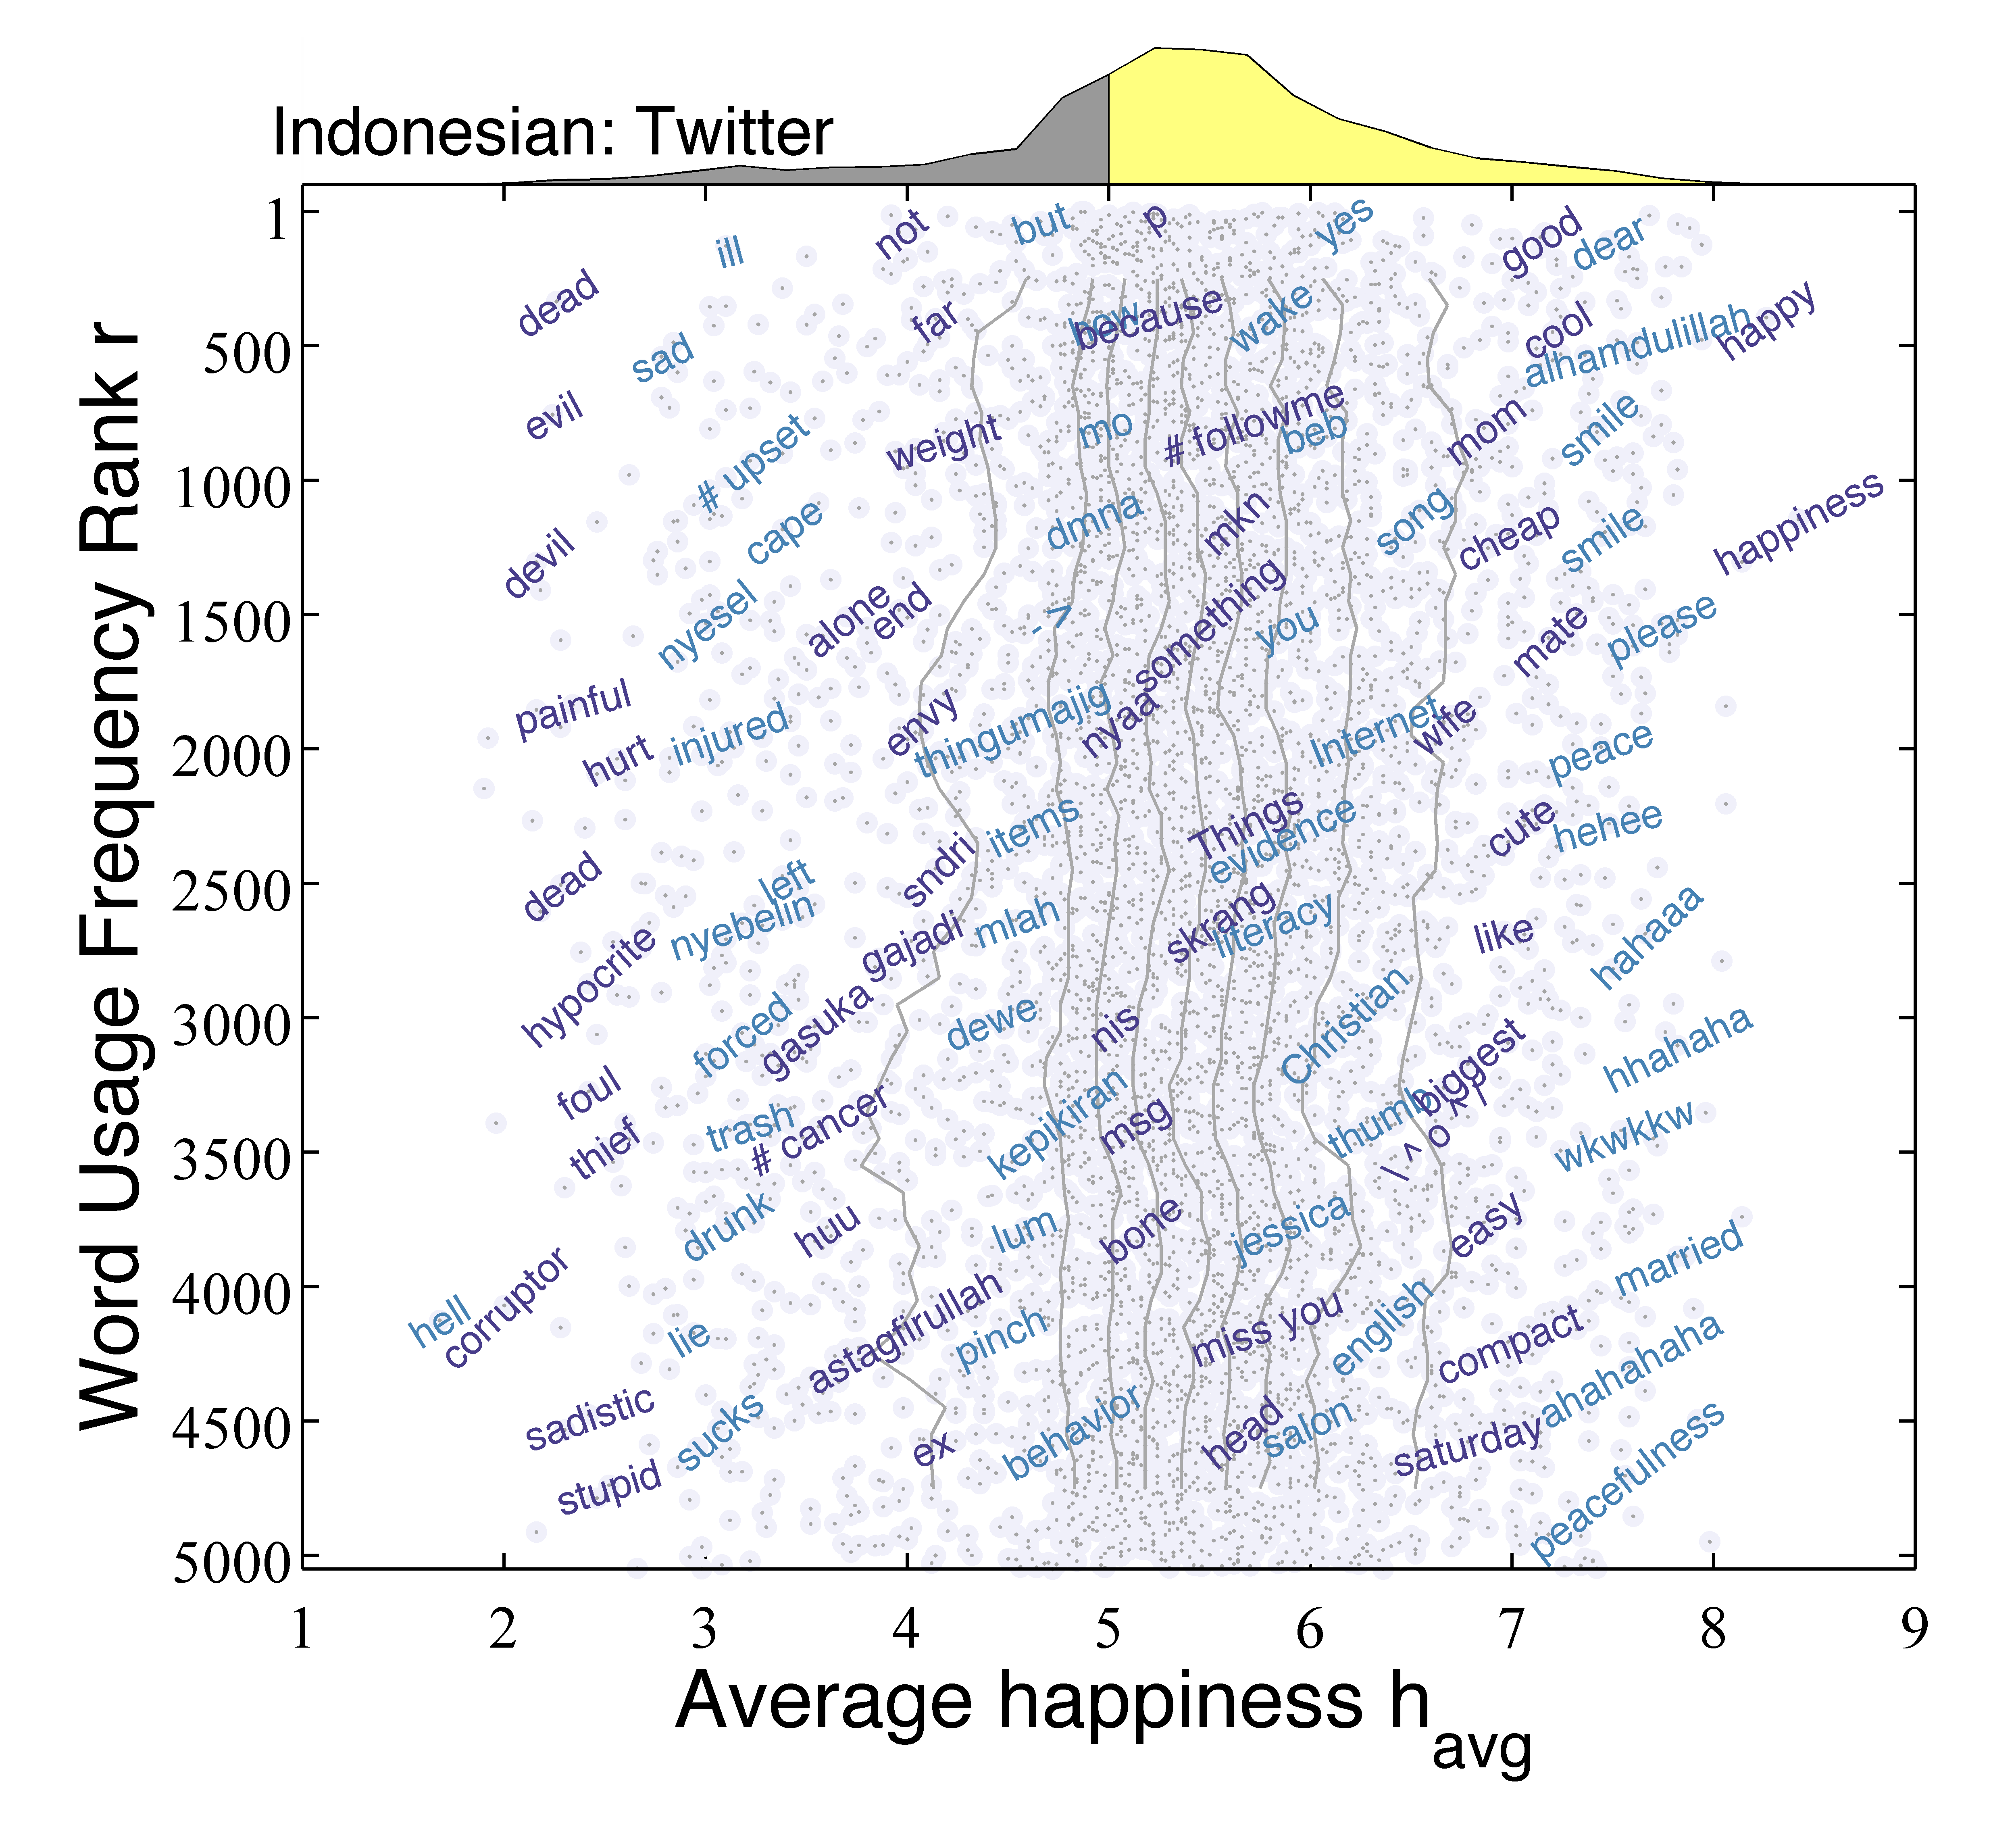 Indonesian: Twitter
Word Usage Frequency Rank r
1
500
1000
1500
2000
2500
3000
3500
4000
4500
5000
not
but
p
yes
good
dear
ill
dead
far
how
because
wake
cool
alhamdulillah
happy
sad
evil
# upset
weight
mo
# followme
beb
mom
smile
cape
dmna
mkn
song
cheap
smile
happiness
devil
nyesel
alone
end
- 7
something
you
mate
please
painful
hurt
injured
envy
thingumajig
nyaa
Internet
wife
peace
dead
left
nyebelin
sndri
items
Things
evidence
cute
hehee
hypocrite
gajadi
mlah
skrang
literacy
like
hahaaa
forced
gasuka
dewe
nis
Christian
biggest
hhahaha
foul
thief
trash
# cancer
kepikiran
msg
thumb
\ ^ o ^ /
wkwkkw
drunk
huu
lum
bone
jessica
easy
married
hell
corruptor
lie
astagfirullah
pinch
miss you
english
compact
ahahahaha
sadistic
sucks
ex
behavior
head
salon
saturday
peacefulness
stupid
1 2 3 4 5 6 7 8 9
Average happiness h avg